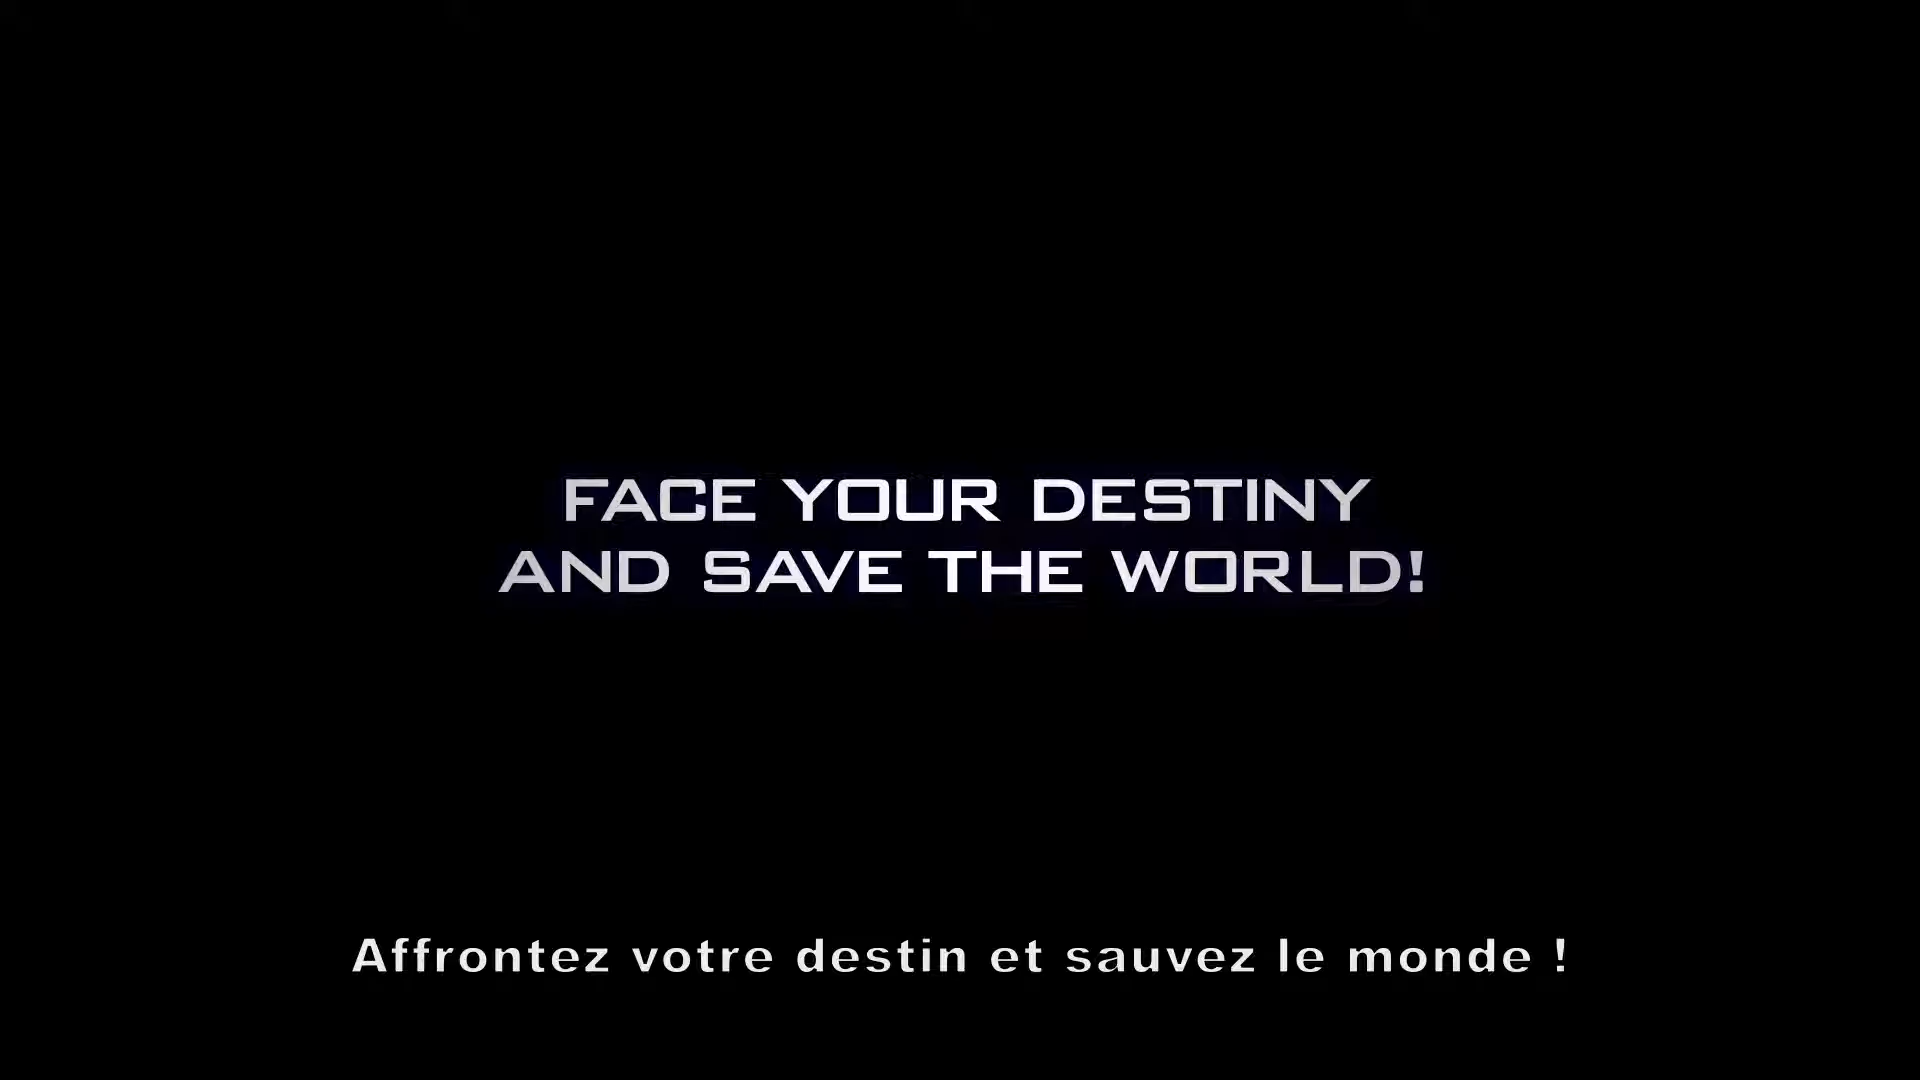 FACE YOUR DESTINY
AND SAVE THE WORLD!
Affrontez votre destin et sauvez le monde !